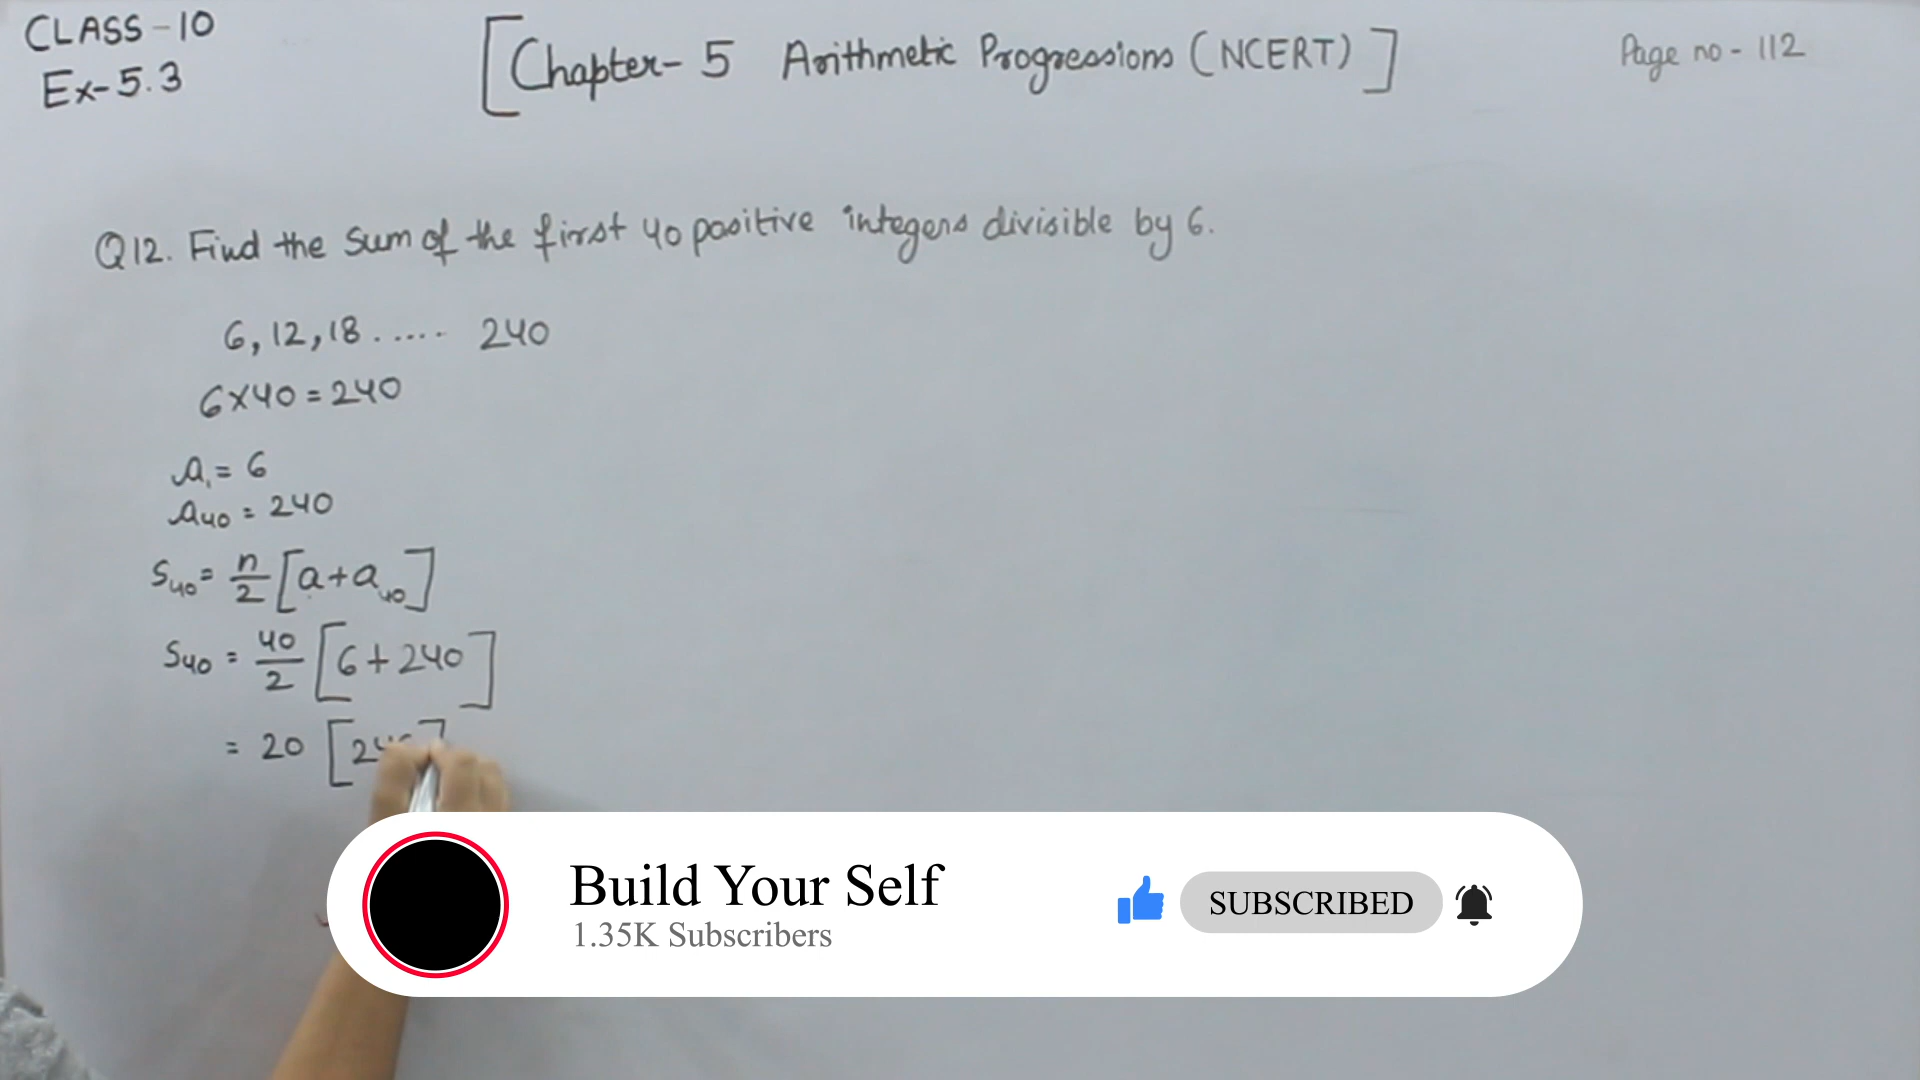 CLASS-10
Ex-5.3
[Chapter-5 Arithmetic Progressions (NCERT)]
Page no-112
Q12. Find the sum of the first 40 positive integers divisible by 6.
6, 12, 18 ..... 240
6×40=240
a₁=6
a₄₀=240
S₄₀=n/2[a+a₄₀]
S₄₀=40/2[6+240]
=20[
Build Your Self
1.35K Subscribers
SUBSCRIBED